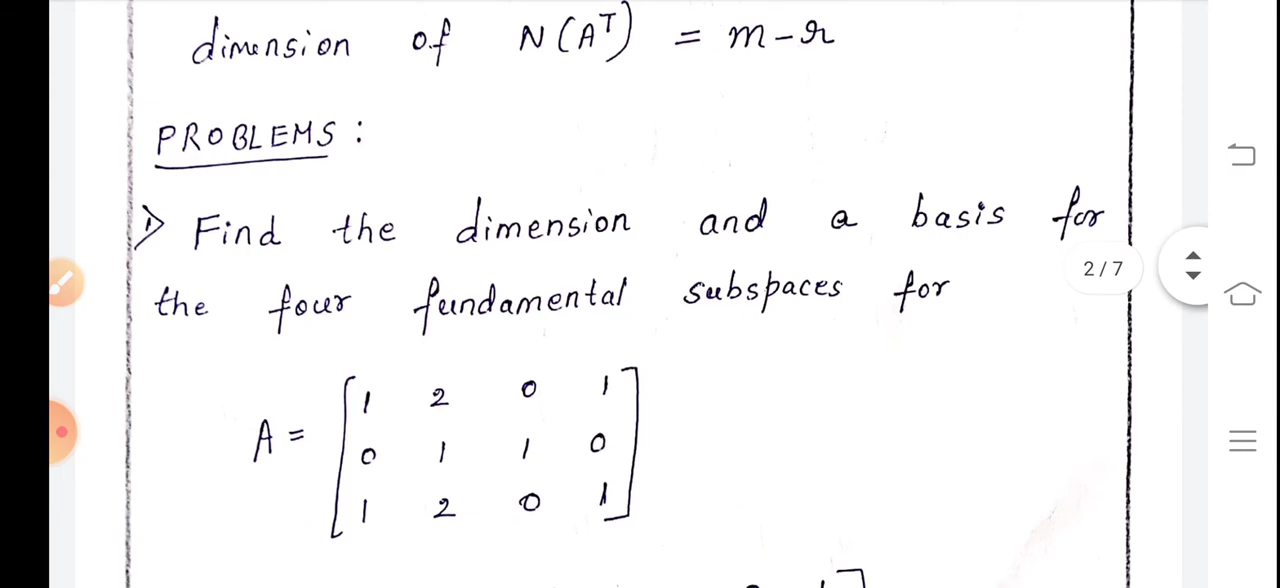 dimension of N(Aᵀ) = m-r
PROBLEMS :
1) Find the dimension and a basis for
the four fundamental subspaces for
2/7
A = [1 2 0 1
0 1 1 0
1 2 0 1]